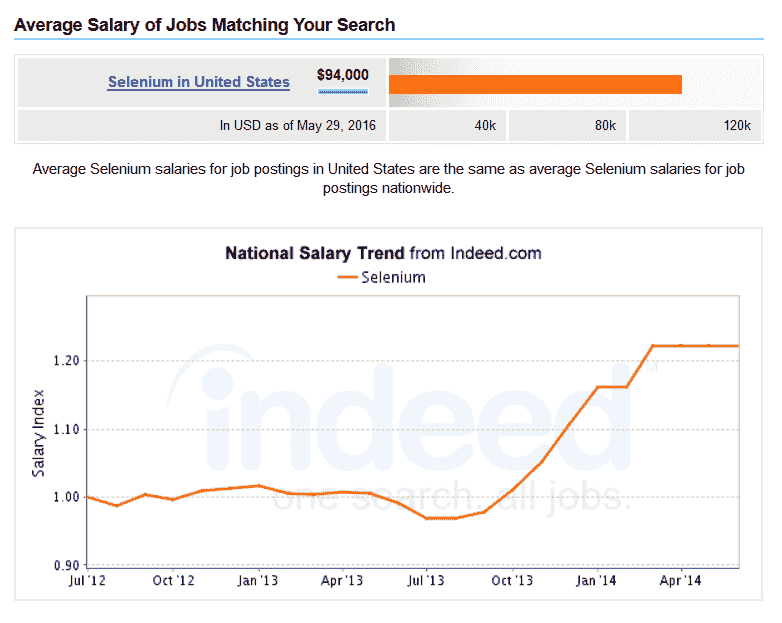 Average Salary of Jobs Matching Your Search
Selenium in United States $94,000
In USD as of May 29, 2016 40k 80k 120k
Average Selenium salaries for job postings in United States are the same as average Selenium salaries for job
postings nationwide.
National Salary Trend from Indeed.com
Selenium
Salary Index
1.20
1.10
1.00
0.90
indeed
TM
one search. all jobs.
Jul '12 Oct '12 Jan '13 Apr '13 Jul '13 Oct '13 Jan '14 Apr '14